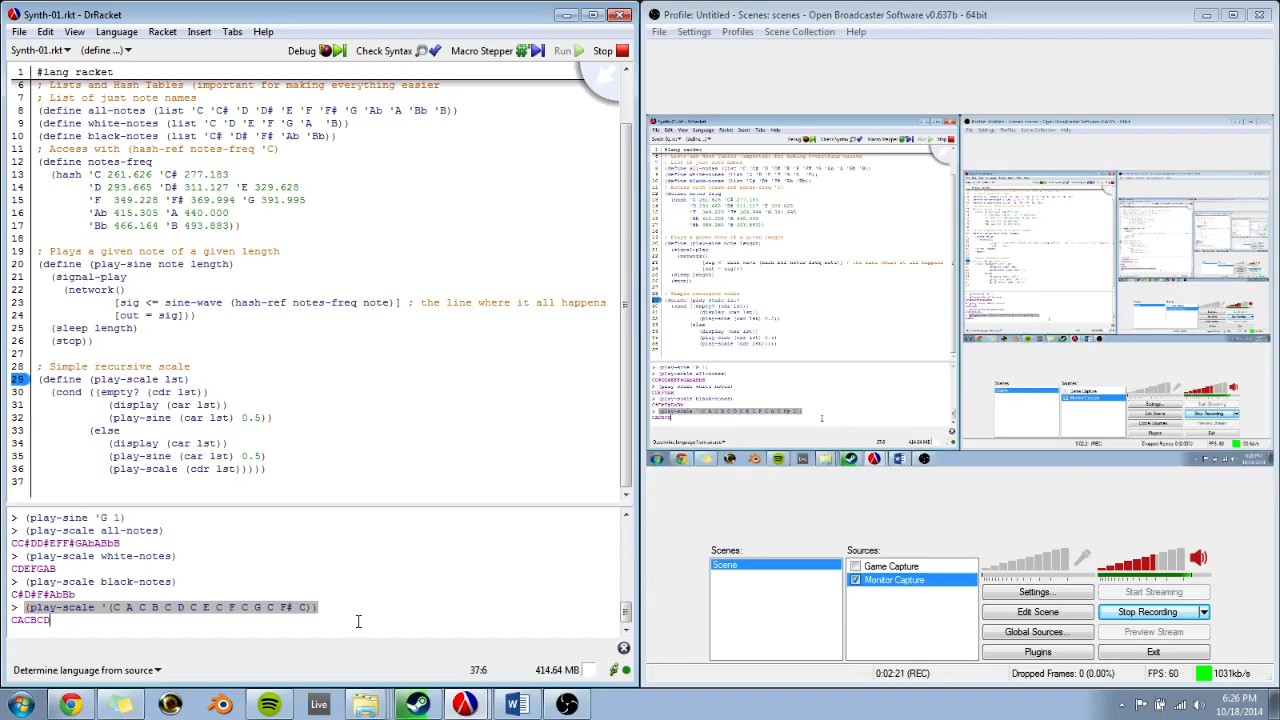 Synth-01.rkt - DrRacket
File Edit View Language Racket Insert Tabs Help
Synth-01.rkt (define ...) Debug Check Syntax Macro Stepper Run Stop
1 #lang racket
6 ; Lists and Hash Tables (important for making everything easier
7 ; List of just note names
8 (define all-notes (list 'C 'C# 'D 'D# 'E 'F 'F# 'G 'Ab 'A 'Bb 'B))
9 (define white-notes (list 'C 'D 'E 'F 'G 'A 'B))
10 (define black-notes (list 'C# 'D# 'F# 'Ab 'Bb))
11 ; Access with (hash-ref notes-freq 'C)
12 (define notes-freq
13 (hash 'C 261.626 'C# 277.183
14 'D 293.665 'D# 311.127 'E 329.628
15 'F 349.228 'F# 369.994 'G 391.995
16 'Ab 415.305 'A 440.000
17 'Bb 466.164 'B 493.883))
18
19 ; Plays a given note of a given length
20 (define (play-sine note length)
21 (signal-play
22 (network()
23 [sig <= sine-wave (hash-ref notes-freq note)] ; the line where it all happens
24 [out = sig]))
25 (sleep length)
26 (stop))
27
28 ; Simple recursive scale
29 (define (play-scale lst)
30 (cond ((empty? (cdr lst))
31 (display (car lst))
32 (play-sine (car lst) 0.5))
33 (else
34 (display (car lst))
35 (play-sine (car lst) 0.5)
36 (play-scale (cdr lst)))))
37
> (play-sine 'G 1)
> (play-scale all-notes)
CC#DD#EFF#GAbABbB
> (play-scale white-notes)
CDEFGAB
> (play-scale black-notes)
C#D#F#AbBb
> (play-scale '(C A C B C D C E C F C G C F# C))
CACBCD
Determine language from source 37:6 414.64 MB
Profile: Untitled - Scenes: scenes - Open Broadcaster Software v0.637b - 64bit
File Settings Profiles Scene Collection Help
Scenes: Sources:
Scene
Game Capture
Monitor Capture
Settings... Start Streaming
Edit Scene Stop Recording
Global Sources... Preview Stream
Plugins Exit
0:02:21 (REC) Dropped Frames: 0 (0.00%) FPS: 60 1031kb/s
Live
6:26 PM
10/18/2014